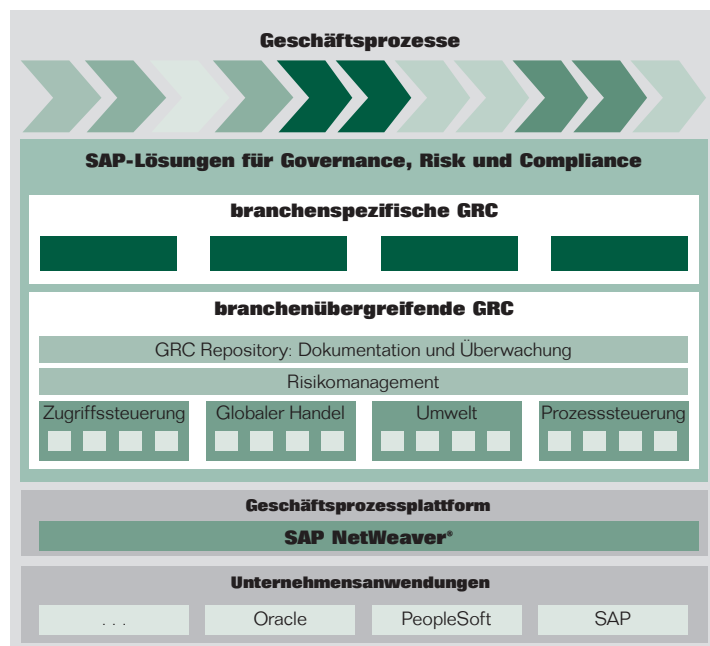 Geschäftsprozesse
SAP-Lösungen für Governance, Risk und Compliance
branchenspezifische GRC
branchenübergreifende GRC
GRC Repository: Dokumentation und Überwachung
Risikomanagement
Zugriffssteuerung Globaler Handel Umwelt Prozesssteuerung
Geschäftsprozessplattform
SAP NetWeaver®
Unternehmensanwendungen
. . . Oracle PeopleSoft SAP